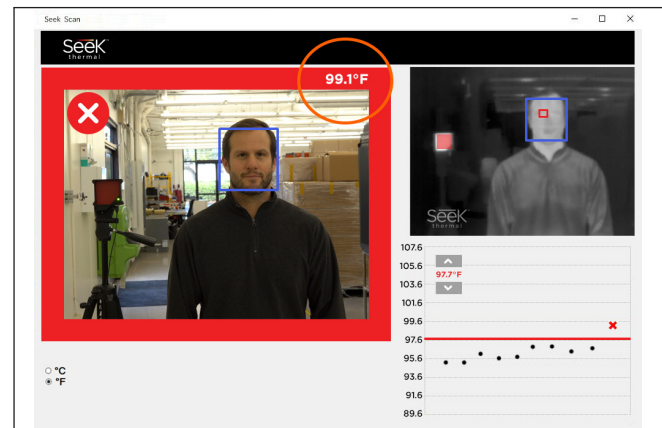 Seek Scan
Seek
thermal
99.1°F
Seek
thermal
107.6
105.6
97.7°F
103.6
101.6
99.6
97.6
95.6
93.6
91.6
89.6
°C
°F